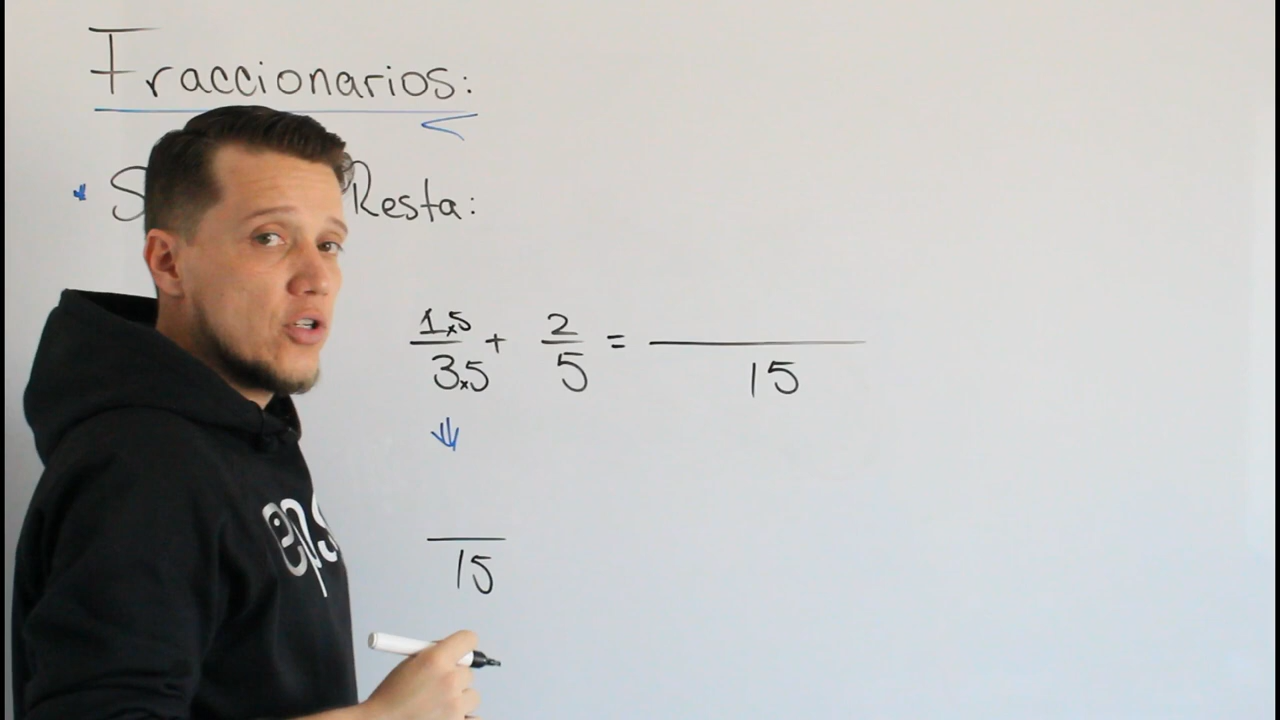 Fraccionarios:
Resta:
1x5 + 2 =
3x5 5 15
15